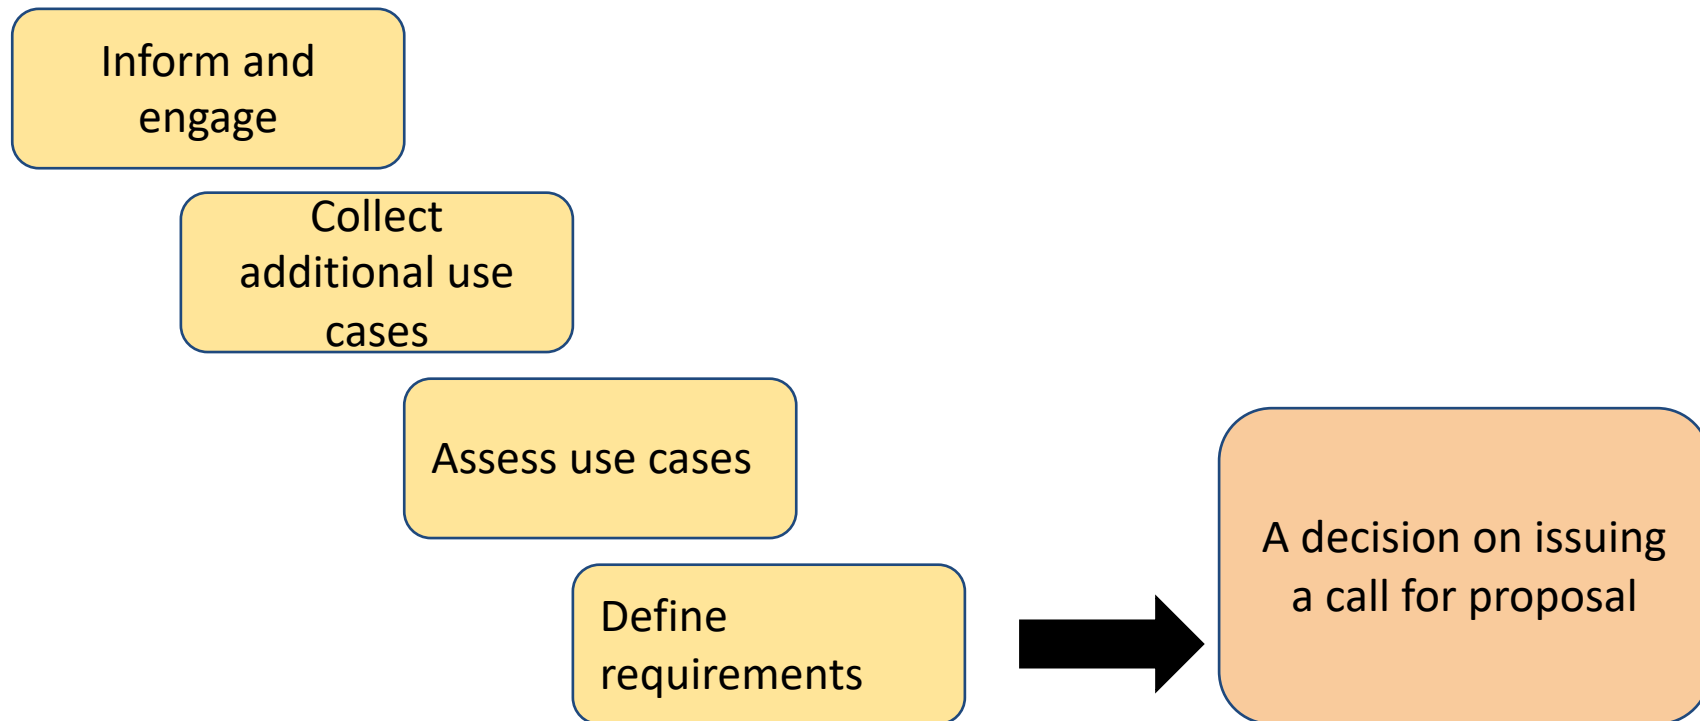 Inform and
engage
Collect
additional use
cases
Assess use cases
Define
requirements
A decision on issuing
a call for proposal